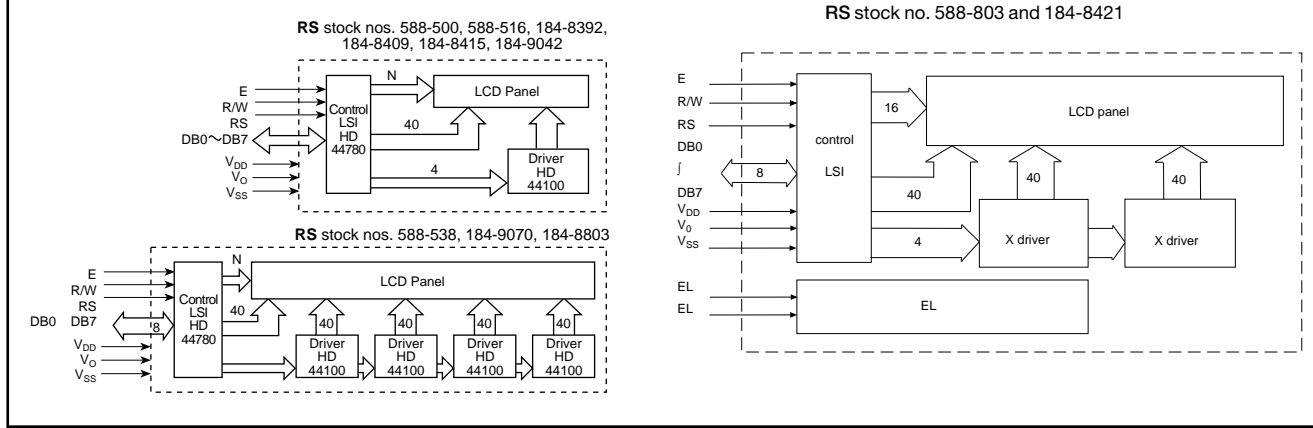 RS stock nos. 588-500, 588-516, 184-8392,
184-8409, 184-8415, 184-9042
E
R/W
RS
DB0～DB7
VDD
VO
VSS
Control
LSI
HD
44780
N
40
4
LCD Panel
Driver
HD
44100
RS stock nos. 588-538, 184-9070, 184-8803
E
R/W
RS
DB0 DB7
8
VDD
VO
VSS
Control
LSI
HD
44780
N
40
LCD Panel
40
40
40
40
Driver
HD
44100
Driver
HD
44100
Driver
HD
44100
Driver
HD
44100
RS stock no. 588-803 and 184-8421
E
R/W
RS
DB0
∫
DB7
8
VDD
V0
VSS
control
LSI
16
40
4
LCD panel
40
40
X driver
X driver
EL
EL
EL